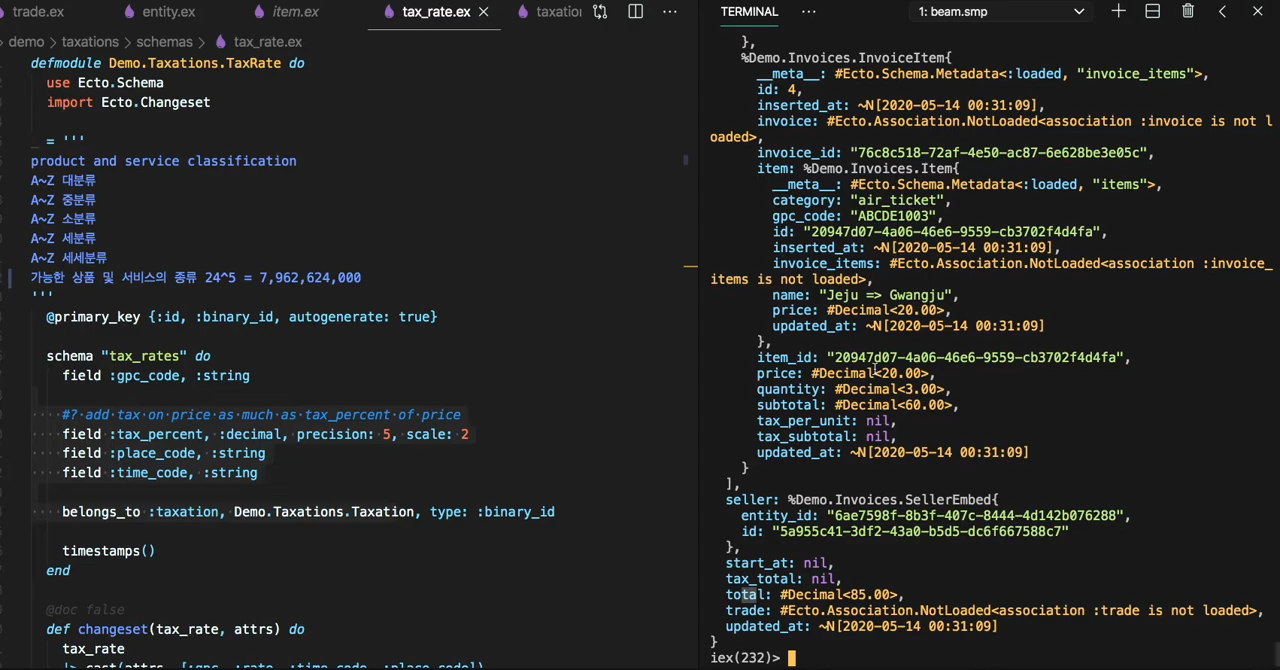 trade.ex
entity.ex
item.ex
tax_rate.ex
taxation
demo > taxations > schemas > tax_rate.ex
defmodule Demo.Taxations.TaxRate do
use Ecto.Schema
import Ecto.Changeset
_ = '''
product and service classification
A~Z 대분류
A~Z 중분류
A~Z 소분류
A~Z 세분류
A~Z 세세분류
가능한 상품 및 서비스의 종류 24^5 = 7,962,624,000
'''
@primary_key {:id, :binary_id, autogenerate: true}
schema "tax_rates" do
field :gpc_code, :string
#? add tax on price as much as tax_percent of price
field :tax_percent, :decimal, precision: 5, scale: 2
field :place_code, :string
field :time_code, :string
belongs_to :taxation, Demo.Taxations.Taxation, type: :binary_id
timestamps()
end
@doc false
def changeset(tax_rate, attrs) do
tax_rate
|> cast(attrs, [:gpc, :rate, :time_code, :place_code])
TERMINAL
1: beam.smp
},
%Demo.Invoices.InvoiceItem{
__meta__: #Ecto.Schema.Metadata<:loaded, "invoice_items">,
id: 4,
inserted_at: ~N[2020-05-14 00:31:09],
invoice: #Ecto.Association.NotLoaded<association :invoice is not l
oaded>,
invoice_id: "76c8c518-72af-4e50-ac87-6e628be3e05c",
item: %Demo.Invoices.Item{
__meta__: #Ecto.Schema.Metadata<:loaded, "items">,
category: "air_ticket",
gpc_code: "ABCDE1003",
id: "20947d07-4a06-46e6-9559-cb3702f4d4fa",
inserted_at: ~N[2020-05-14 00:31:09],
invoice_items: #Ecto.Association.NotLoaded<association :invoice_
items is not loaded>,
name: "Jeju => Gwangju",
price: #Decimal<20.00>,
updated_at: ~N[2020-05-14 00:31:09]
},
item_id: "20947d07-4a06-46e6-9559-cb3702f4d4fa",
price: #Decimal<20.00>,
quantity: #Decimal<3.00>,
subtotal: #Decimal<60.00>,
tax_per_unit: nil,
tax_subtotal: nil,
updated_at: ~N[2020-05-14 00:31:09]
}
],
seller: %Demo.Invoices.SellerEmbed{
entity_id: "6ae7598f-8b3f-407c-8444-4d142b076288",
id: "5a955c41-3df2-43a0-b5d5-dc6f667588c7"
},
start_at: nil,
tax_total: nil,
total: #Decimal<85.00>,
trade: #Ecto.Association.NotLoaded<association :trade is not loaded>,
updated_at: ~N[2020-05-14 00:31:09]
}
iex(232)>